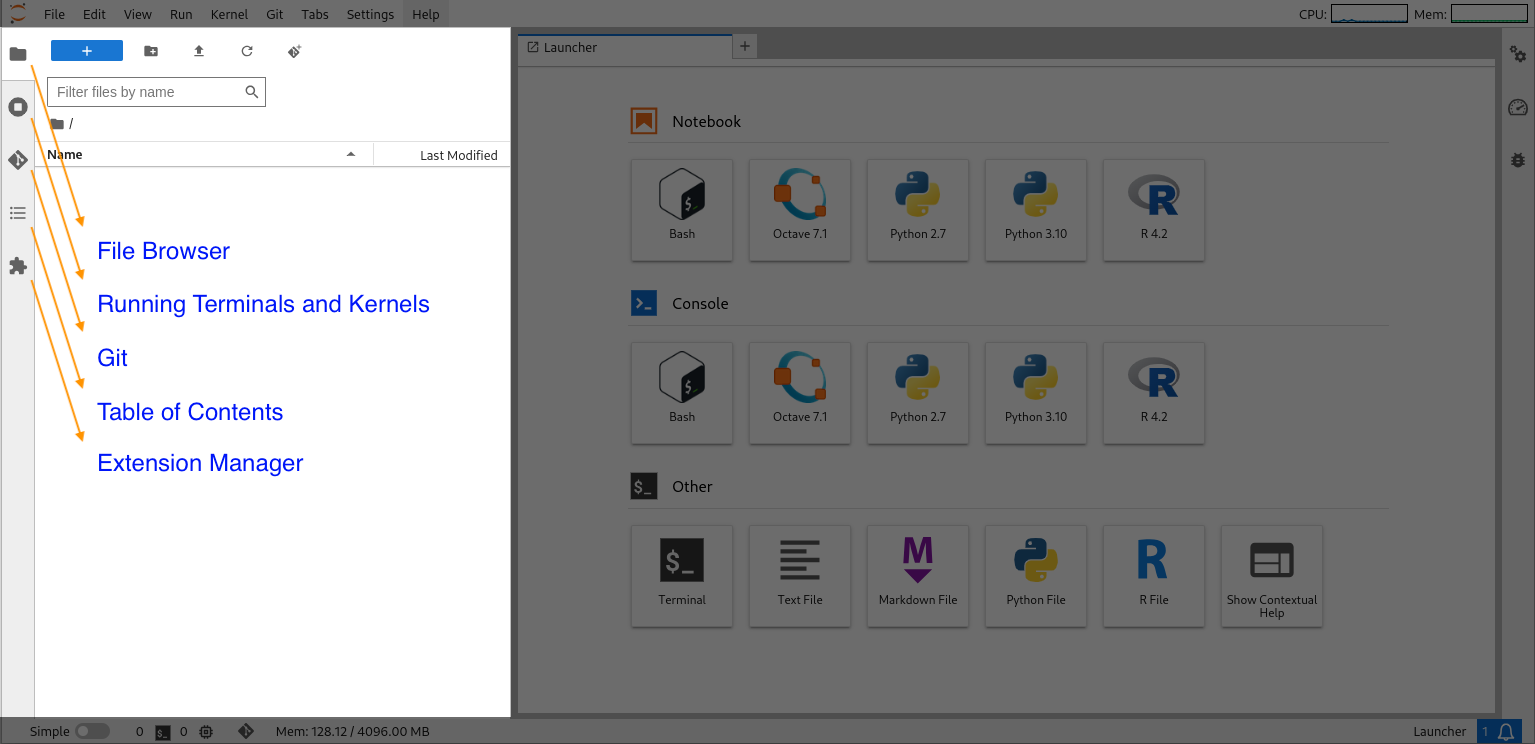 File Edit View Run Kernel Git Tabs Settings Help CPU: Mem:
Launcher
Filter files by name
/
Name Last Modified
File Browser
Running Terminals and Kernels
Git
Table of Contents
Extension Manager
Notebook
Bash Octave 7.1 Python 2.7 Python 3.10 R 4.2
Console
Bash Octave 7.1 Python 2.7 Python 3.10 R 4.2
$_ Other
Terminal Text File Markdown File Python File R File Show Contextual
Help
Simple 0 $_ 0 Mem: 128.12 / 4096.00 MB Launcher 1